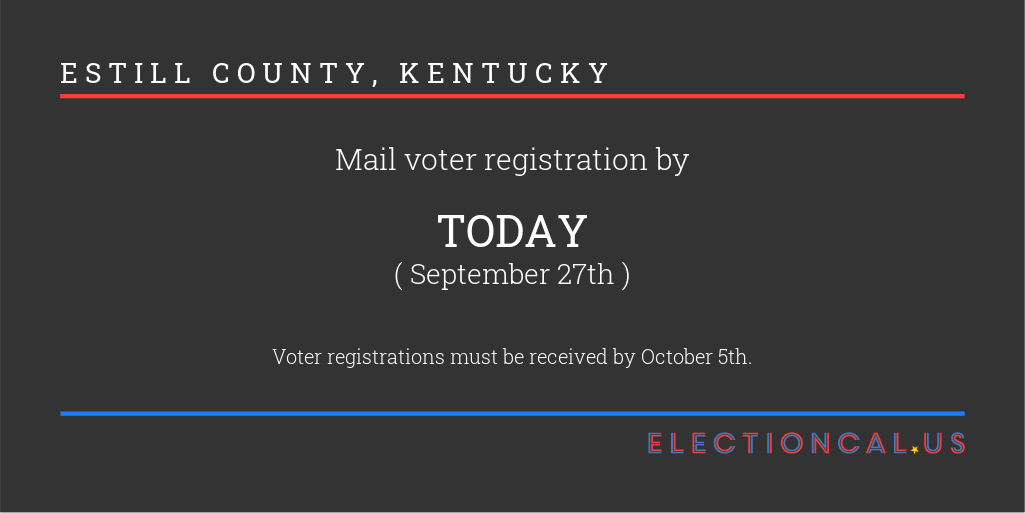 ESTILL COUNTY, KENTUCKY
Mail voter registration by
TODAY
( September 27th )
Voter registrations must be received by October 5th.
ELECTIONCAL★US